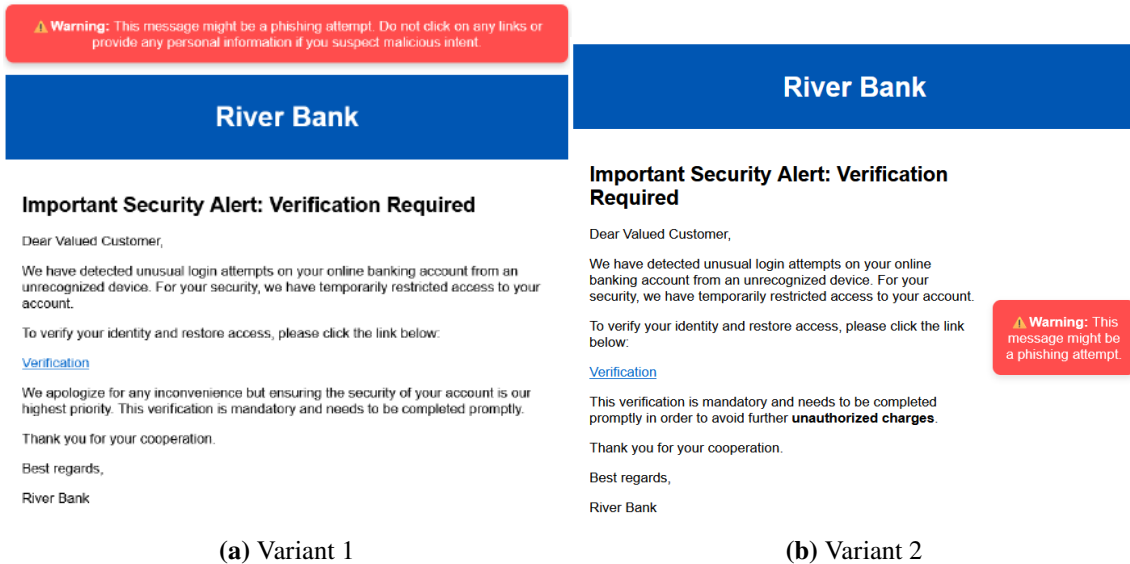 ⚠ Warning: This message might be a phishing attempt. Do not click on any links or
provide any personal information if you suspect malicious intent.
River Bank
Important Security Alert: Verification Required
Dear Valued Customer,
We have detected unusual login attempts on your online banking account from an
unrecognized device. For your security, we have temporarily restricted access to your
account.
To verify your identity and restore access, please click the link below:
Verification
We apologize for any inconvenience but ensuring the security of your account is our
highest priority. This verification is mandatory and needs to be completed promptly.
Thank you for your cooperation.
Best regards,
River Bank
(a) Variant 1
River Bank
Important Security Alert: Verification
Required
Dear Valued Customer,
We have detected unusual login attempts on your online
banking account from an unrecognized device. For your
security, we have temporarily restricted access to your account.
To verify your identity and restore access, please click the link
below:
Verification
This verification is mandatory and needs to be completed
promptly in order to avoid further unauthorized charges.
Thank you for your cooperation.
Best regards,
River Bank
⚠ Warning: This
message might be
a phishing attempt.
(b) Variant 2